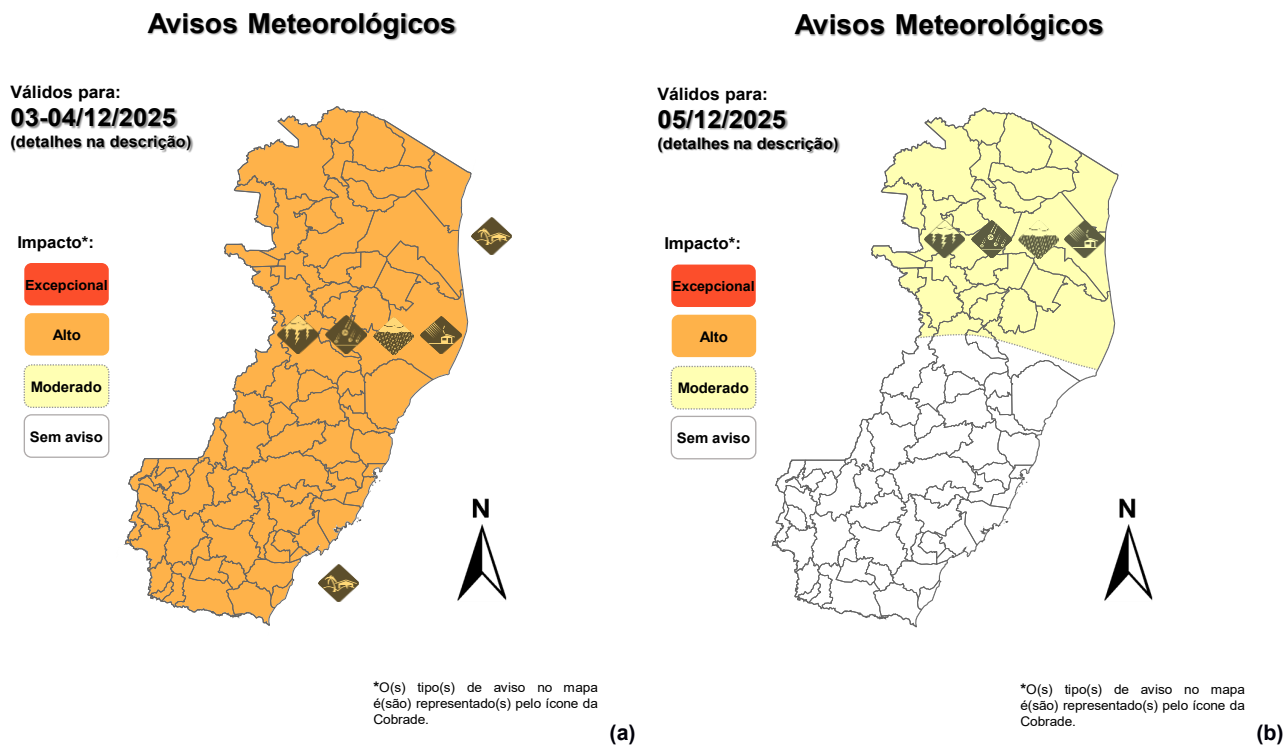 Avisos Meteorológicos
Válidos para:
03-04/12/2025
(detalhes na descrição)
Impacto*:
Excepcional
Alto
Moderado
Sem aviso
N
*O(s) tipo(s) de aviso no mapa
é(são) representado(s) pelo ícone da
Cobrade.
(a)
Avisos Meteorológicos
Válidos para:
05/12/2025
(detalhes na descrição)
Impacto*:
Excepcional
Alto
Moderado
Sem aviso
N
*O(s) tipo(s) de aviso no mapa
é(são) representado(s) pelo ícone da
Cobrade.
(b)